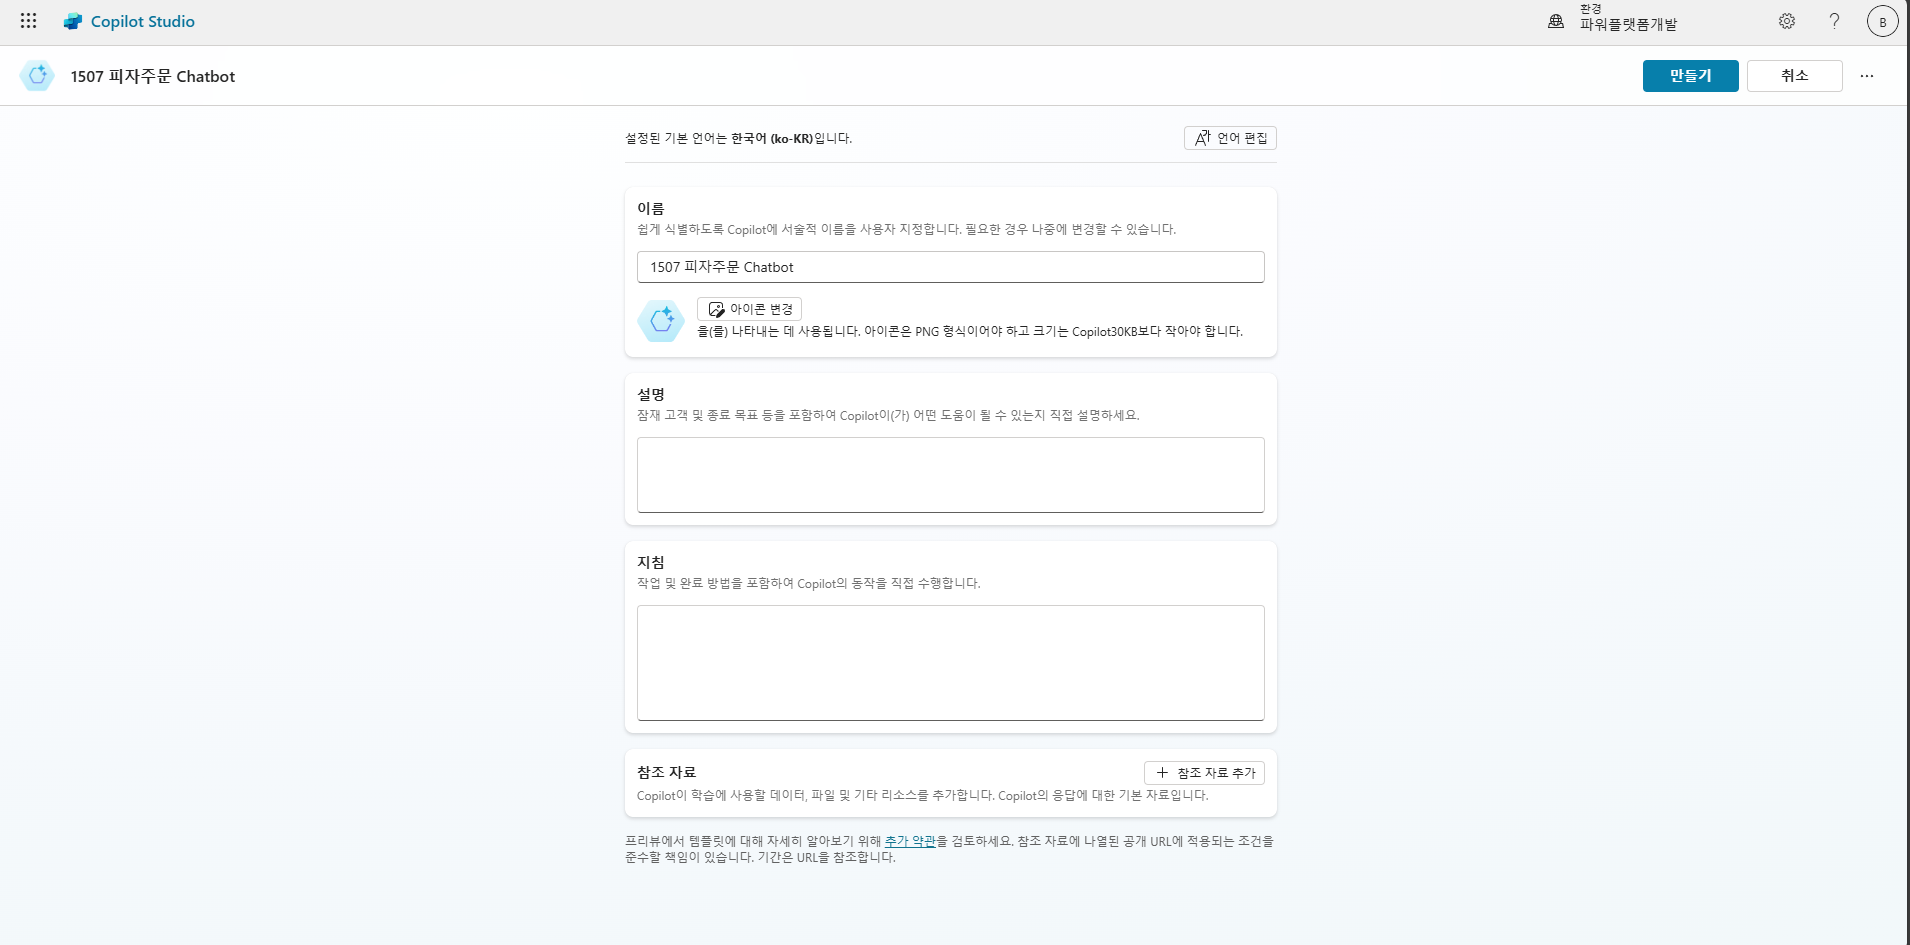 Copilot Studio
환경
파워플랫폼개발
B
1507 피자주문 Chatbot
만들기
취소
설정된 기본 언어는 한국어 (ko-KR)입니다.
언어 편집
이름
쉽게 식별하도록 Copilot에 서술적 이름을 사용자 지정합니다. 필요한 경우 나중에 변경할 수 있습니다.
1507 피자주문 Chatbot
아이콘 변경
을(를) 나타내는 데 사용됩니다. 아이콘은 PNG 형식이어야 하고 크기는 Copilot30KB보다 작아야 합니다.
설명
잠재 고객 및 종료 목표 등을 포함하여 Copilot이(가) 어떤 도움이 될 수 있는지 직접 설명하세요.
지침
작업 및 완료 방법을 포함하여 Copilot의 동작을 직접 수행합니다.
참조 자료
참조 자료 추가
Copilot이 학습에 사용할 데이터, 파일 및 기타 리소스를 추가합니다. Copilot의 응답에 대한 기본 자료입니다.
프리뷰에서 템플릿에 대해 자세히 알아보기 위해 추가 약관을 검토하세요. 참조 자료에 나열된 공개 URL에 적용되는 조건을
준수할 책임이 있습니다. 기간은 URL을 참조합니다.